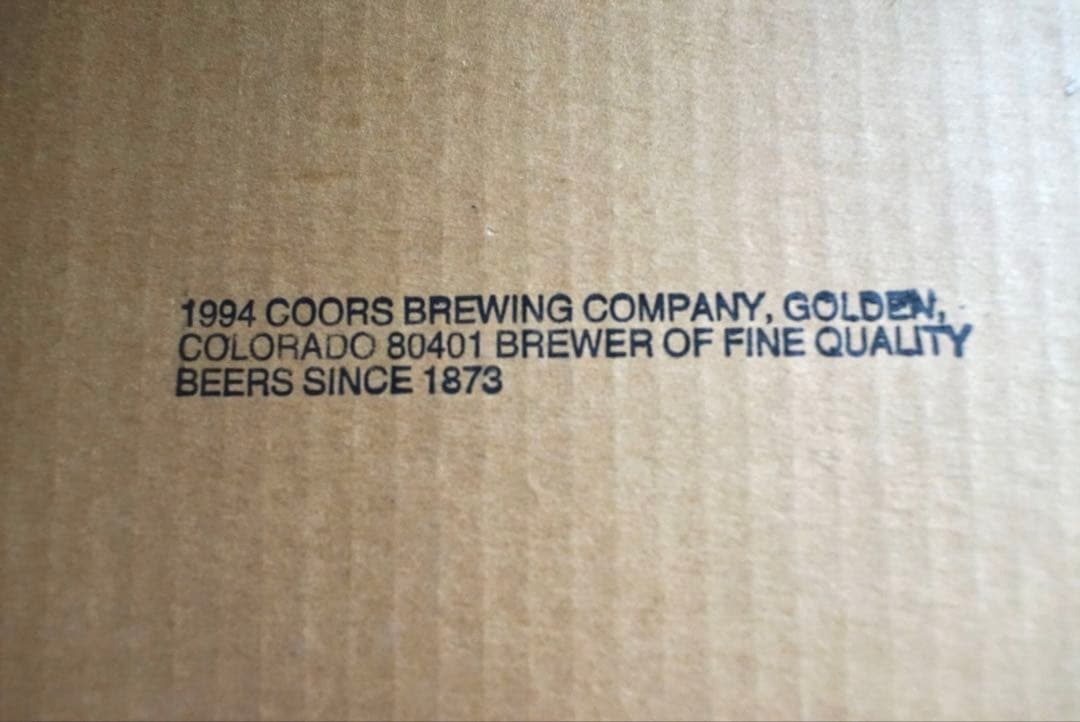 1994 COORS BREWING COMPANY, GOLDEN,
COLORADO 80401 BREWER OF FINE QUALITY
BEERS SINCE 1873